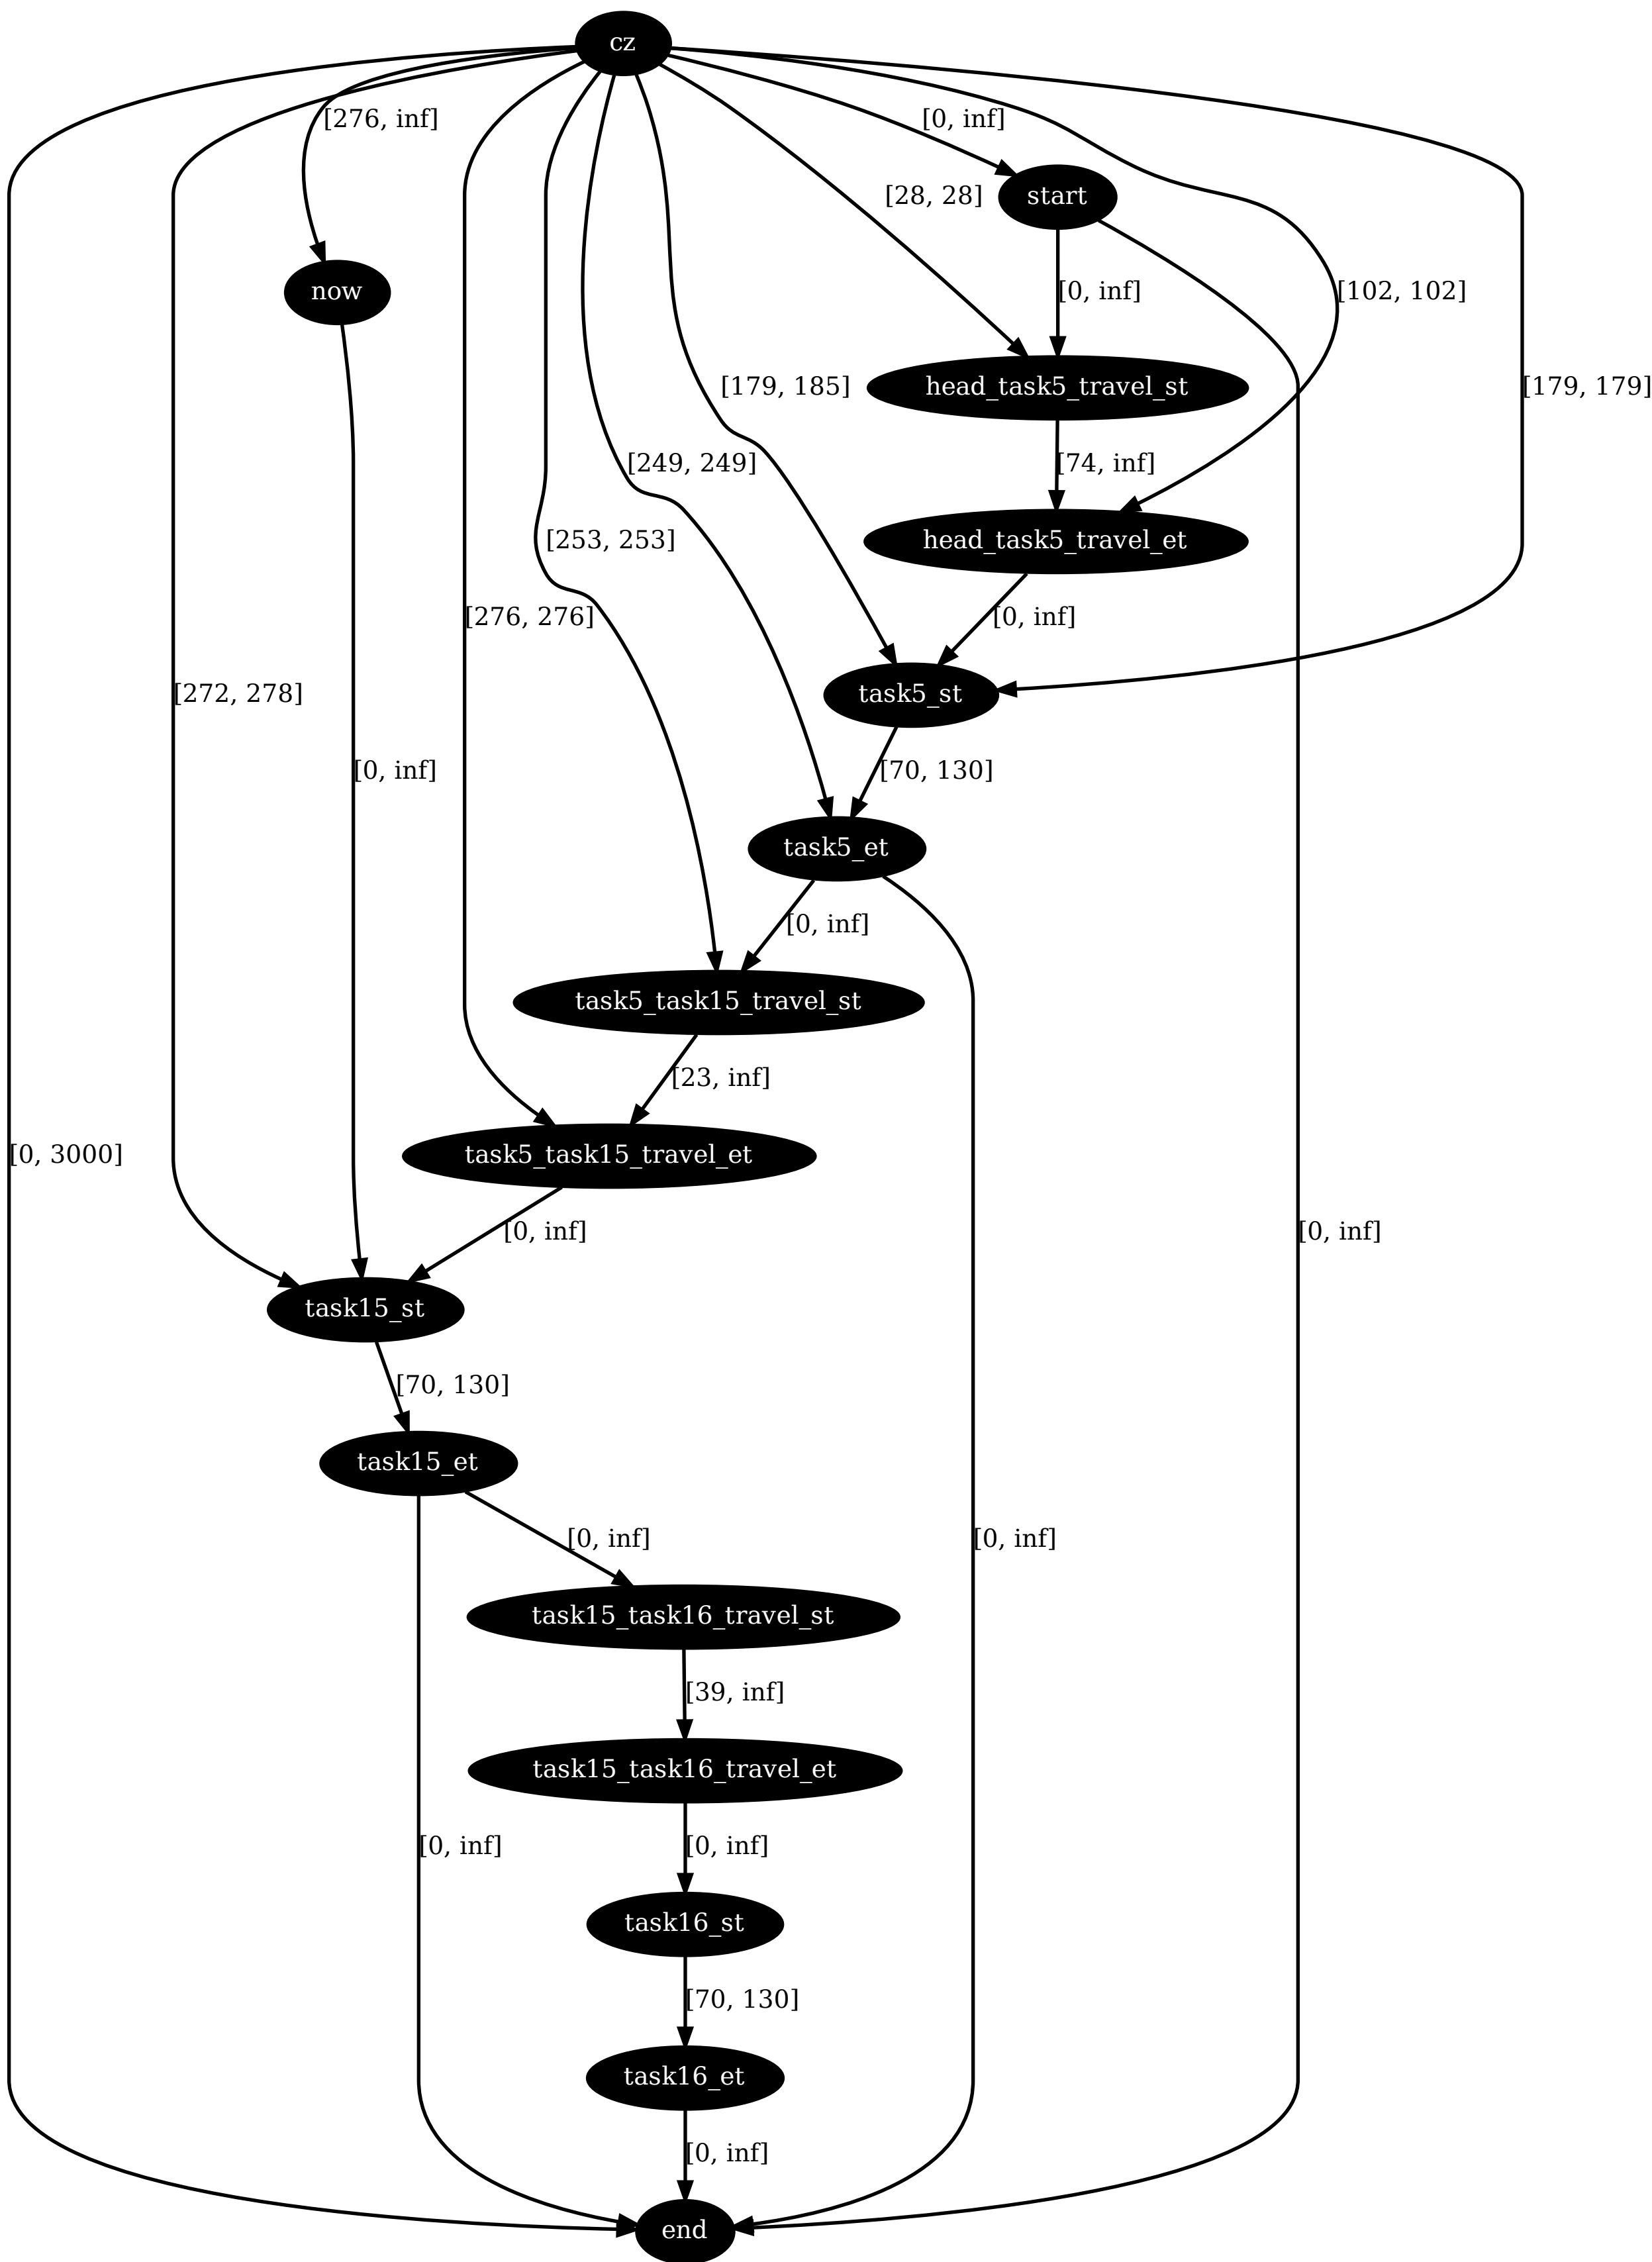 cz
[276, inf]
[0, inf]
[28, 28]
start
now
[0, inf]
[102, 102]
[179, 185]
head_task5_travel_st
[179, 179]
[249, 249]
[74, inf]
[253, 253]
head_task5_travel_et
[276, 276]
[0, inf]
[272, 278]
task5_st
[0, inf]
[70, 130]
task5_et
[0, inf]
task5_task15_travel_st
[23, inf]
[0, 3000]
task5_task15_travel_et
[0, inf]
[0, inf]
task15_st
[70, 130]
task15_et
[0, inf]
[0, inf]
task15_task16_travel_st
[39, inf]
task15_task16_travel_et
[0, inf]
[0, inf]
task16_st
[70, 130]
task16_et
[0, inf]
end